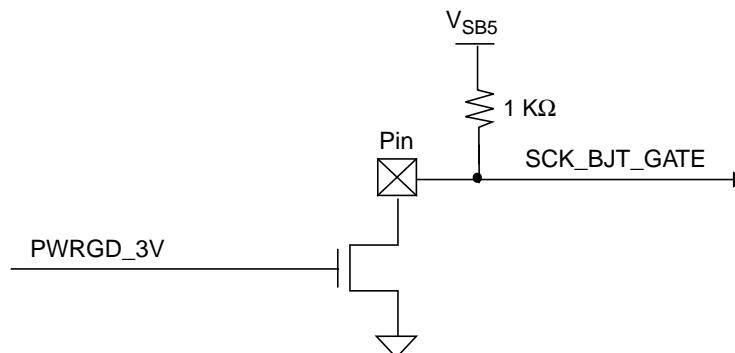 VSB5
1 KΩ
Pin
SCK_BJT_GATE
PWRGD_3V